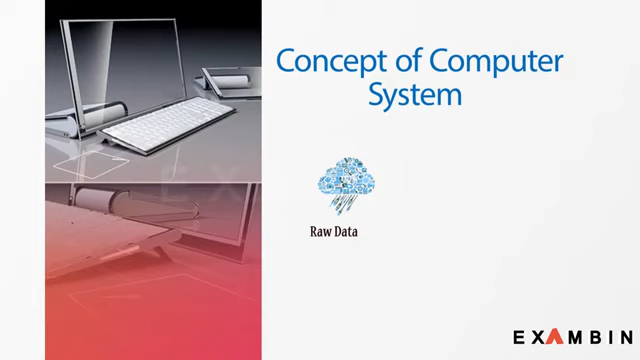 Concept of Computer
System
Raw Data
EXAMBIN